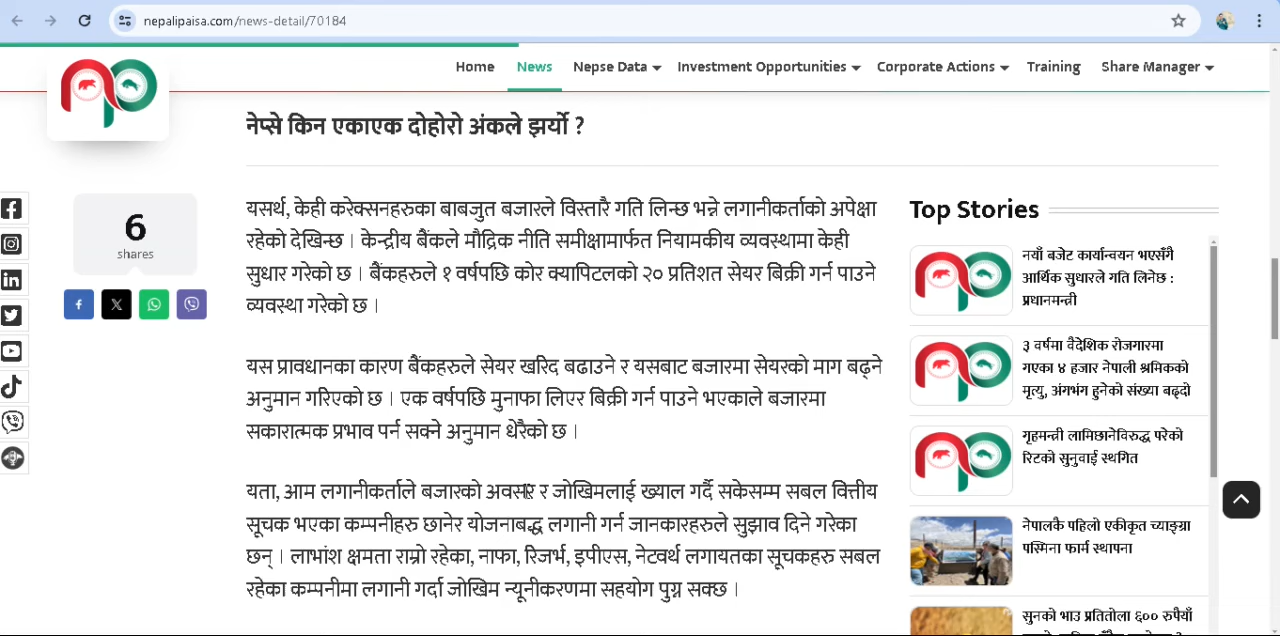 nepalipaisa.com/news-detail/70184
Home News Nepse Data Investment Opportunities Corporate Actions Training Share Manager
नेप्से किन एकाएक दोहोरो अंकले झर्यो ?
6
shares
यसर्थ, केही करेक्सनहरुका बाबजुत बजारले विस्तारै गति लिन्छ भन्ने लगानीकर्ताको अपेक्षा
रहेको देखिन्छ । केन्द्रीय बैंकले मौद्रिक नीति समीक्षामार्फत नियामकीय व्यवस्थामा केही
सुधार गरेको छ । बैंकहरुले १ वर्षपछि कोर क्यापिटलको २० प्रतिशत सेयर बिक्री गर्न पाउने
व्यवस्था गरेको छ ।
यस प्रावधानका कारण बैंकहरुले सेयर खरिद बढाउने र यसबाट बजारमा सेयरको माग बढ्ने
अनुमान गरिएको छ । एक वर्षपछि मुनाफा लिएर बिक्री गर्न पाउने भएकाले बजारमा
सकारात्मक प्रभाव पर्न सक्ने अनुमान धेरैको छ ।
यता, आम लगानीकर्ताले बजारको अवसर र जोखिमलाई ख्याल गर्दै सकेसम्म सबल वित्तीय
सूचक भएका कम्पनीहरु छानेर योजनाबद्ध लगानी गर्न जानकारहरुले सुझाव दिने गरेका
छन् । लाभांश क्षमता राम्रो रहेका, नाफा, रिजर्भ, इपीएस, नेटवर्थ लगायतका सूचकहरु सबल
रहेका कम्पनीमा लगानी गर्दा जोखिम न्यूनीकरणमा सहयोग पुग्न सक्छ ।
Top Stories
नयाँ बजेट कार्यान्वयन भएसँगै
आर्थिक सुधारले गति लिनेछ :
प्रधानमन्त्री
३ वर्षमा वैदेशिक रोजगारमा
गएका ४ हजार नेपाली श्रमिकको
मृत्यु, अंगभंग हुनेको संख्या बढ्दो
गृहमन्त्री लामिछानेविरुद्ध परेको
रिटको सुनुवाई स्थगित
नेपालकै पहिलो एकीकृत च्याङ्ग्रा
पस्मिना फार्म स्थापना
सुनको भाउ प्रतितोला ६०० रुपैयाँ